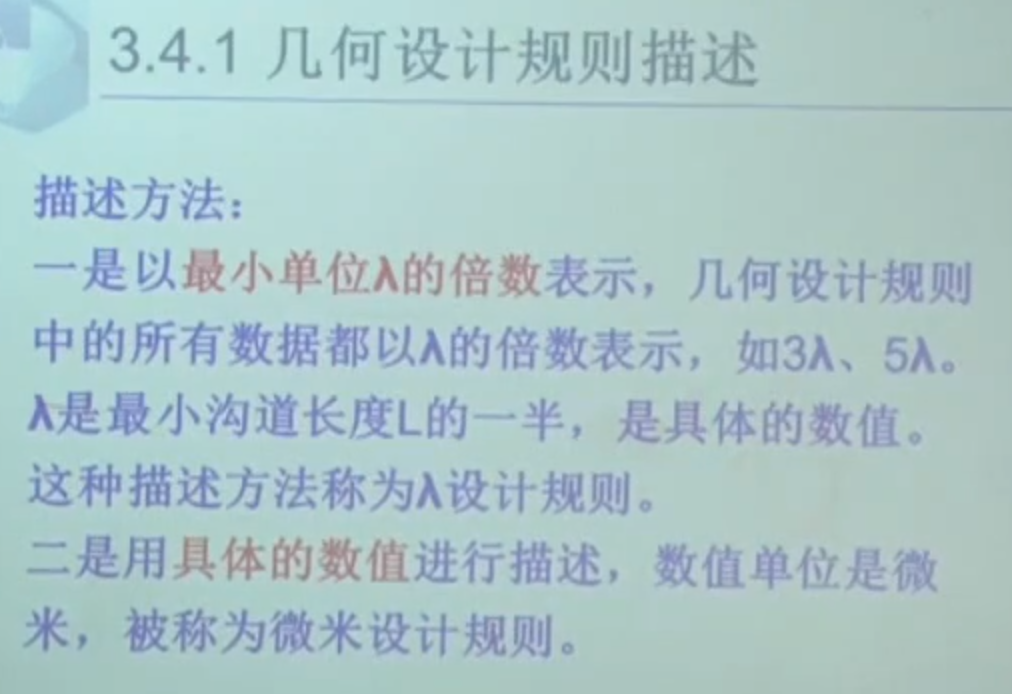 3.4.1 几何设计规则描述
描述方法：
一是以最小单位λ的倍数表示，几何设计规则
中的所有数据都以λ的倍数表示，如3λ、5λ。
λ是最小沟道长度L的一半，是具体的数值。
这种描述方法称为λ设计规则。
二是用具体的数值进行描述，数值单位是微
米，被称为微米设计规则。